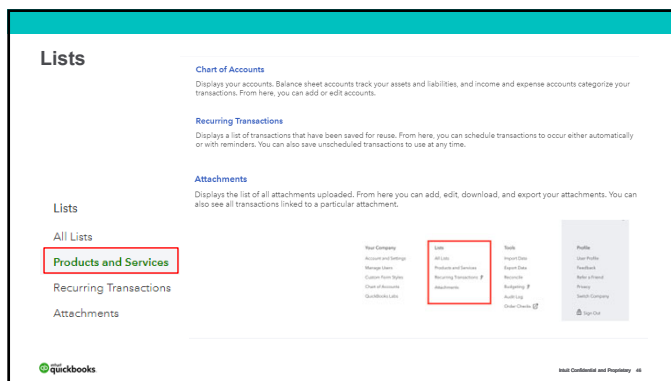 Lists
Chart of Accounts
Displays your accounts. Balance sheet accounts track your assets and liabilities, and income and expense accounts categorize your
transactions. From here, you can add or edit accounts.
Recurring Transactions
Displays a list of transactions that have been saved for reuse. From here, you can schedule transactions to occur either automatically
or with reminders. You can also save unscheduled transactions to use at any time.
Attachments
Displays the list of all attachments uploaded. From here you can add, edit, download, and export your attachments. You can
also see all transactions linked to a particular attachment.
Lists
All Lists
Products and Services
Recurring Transactions
Attachments
Your Company
Account and Settings
Manage Users
Custom Form Styles
Chart of Accounts
QuickBooks Labs
Lists
All Lists
Products and Services
Recurring Transactions
Attachments
Tools
Import Data
Export Data
Reconcile
Budgeting
Audit Log
Order Checks
Profile
User Profile
Feedback
Refer a Friend
Privacy
Switch Company
Sign Out
intuit
quickbooks.
Intuit Confidential and Proprietary 46